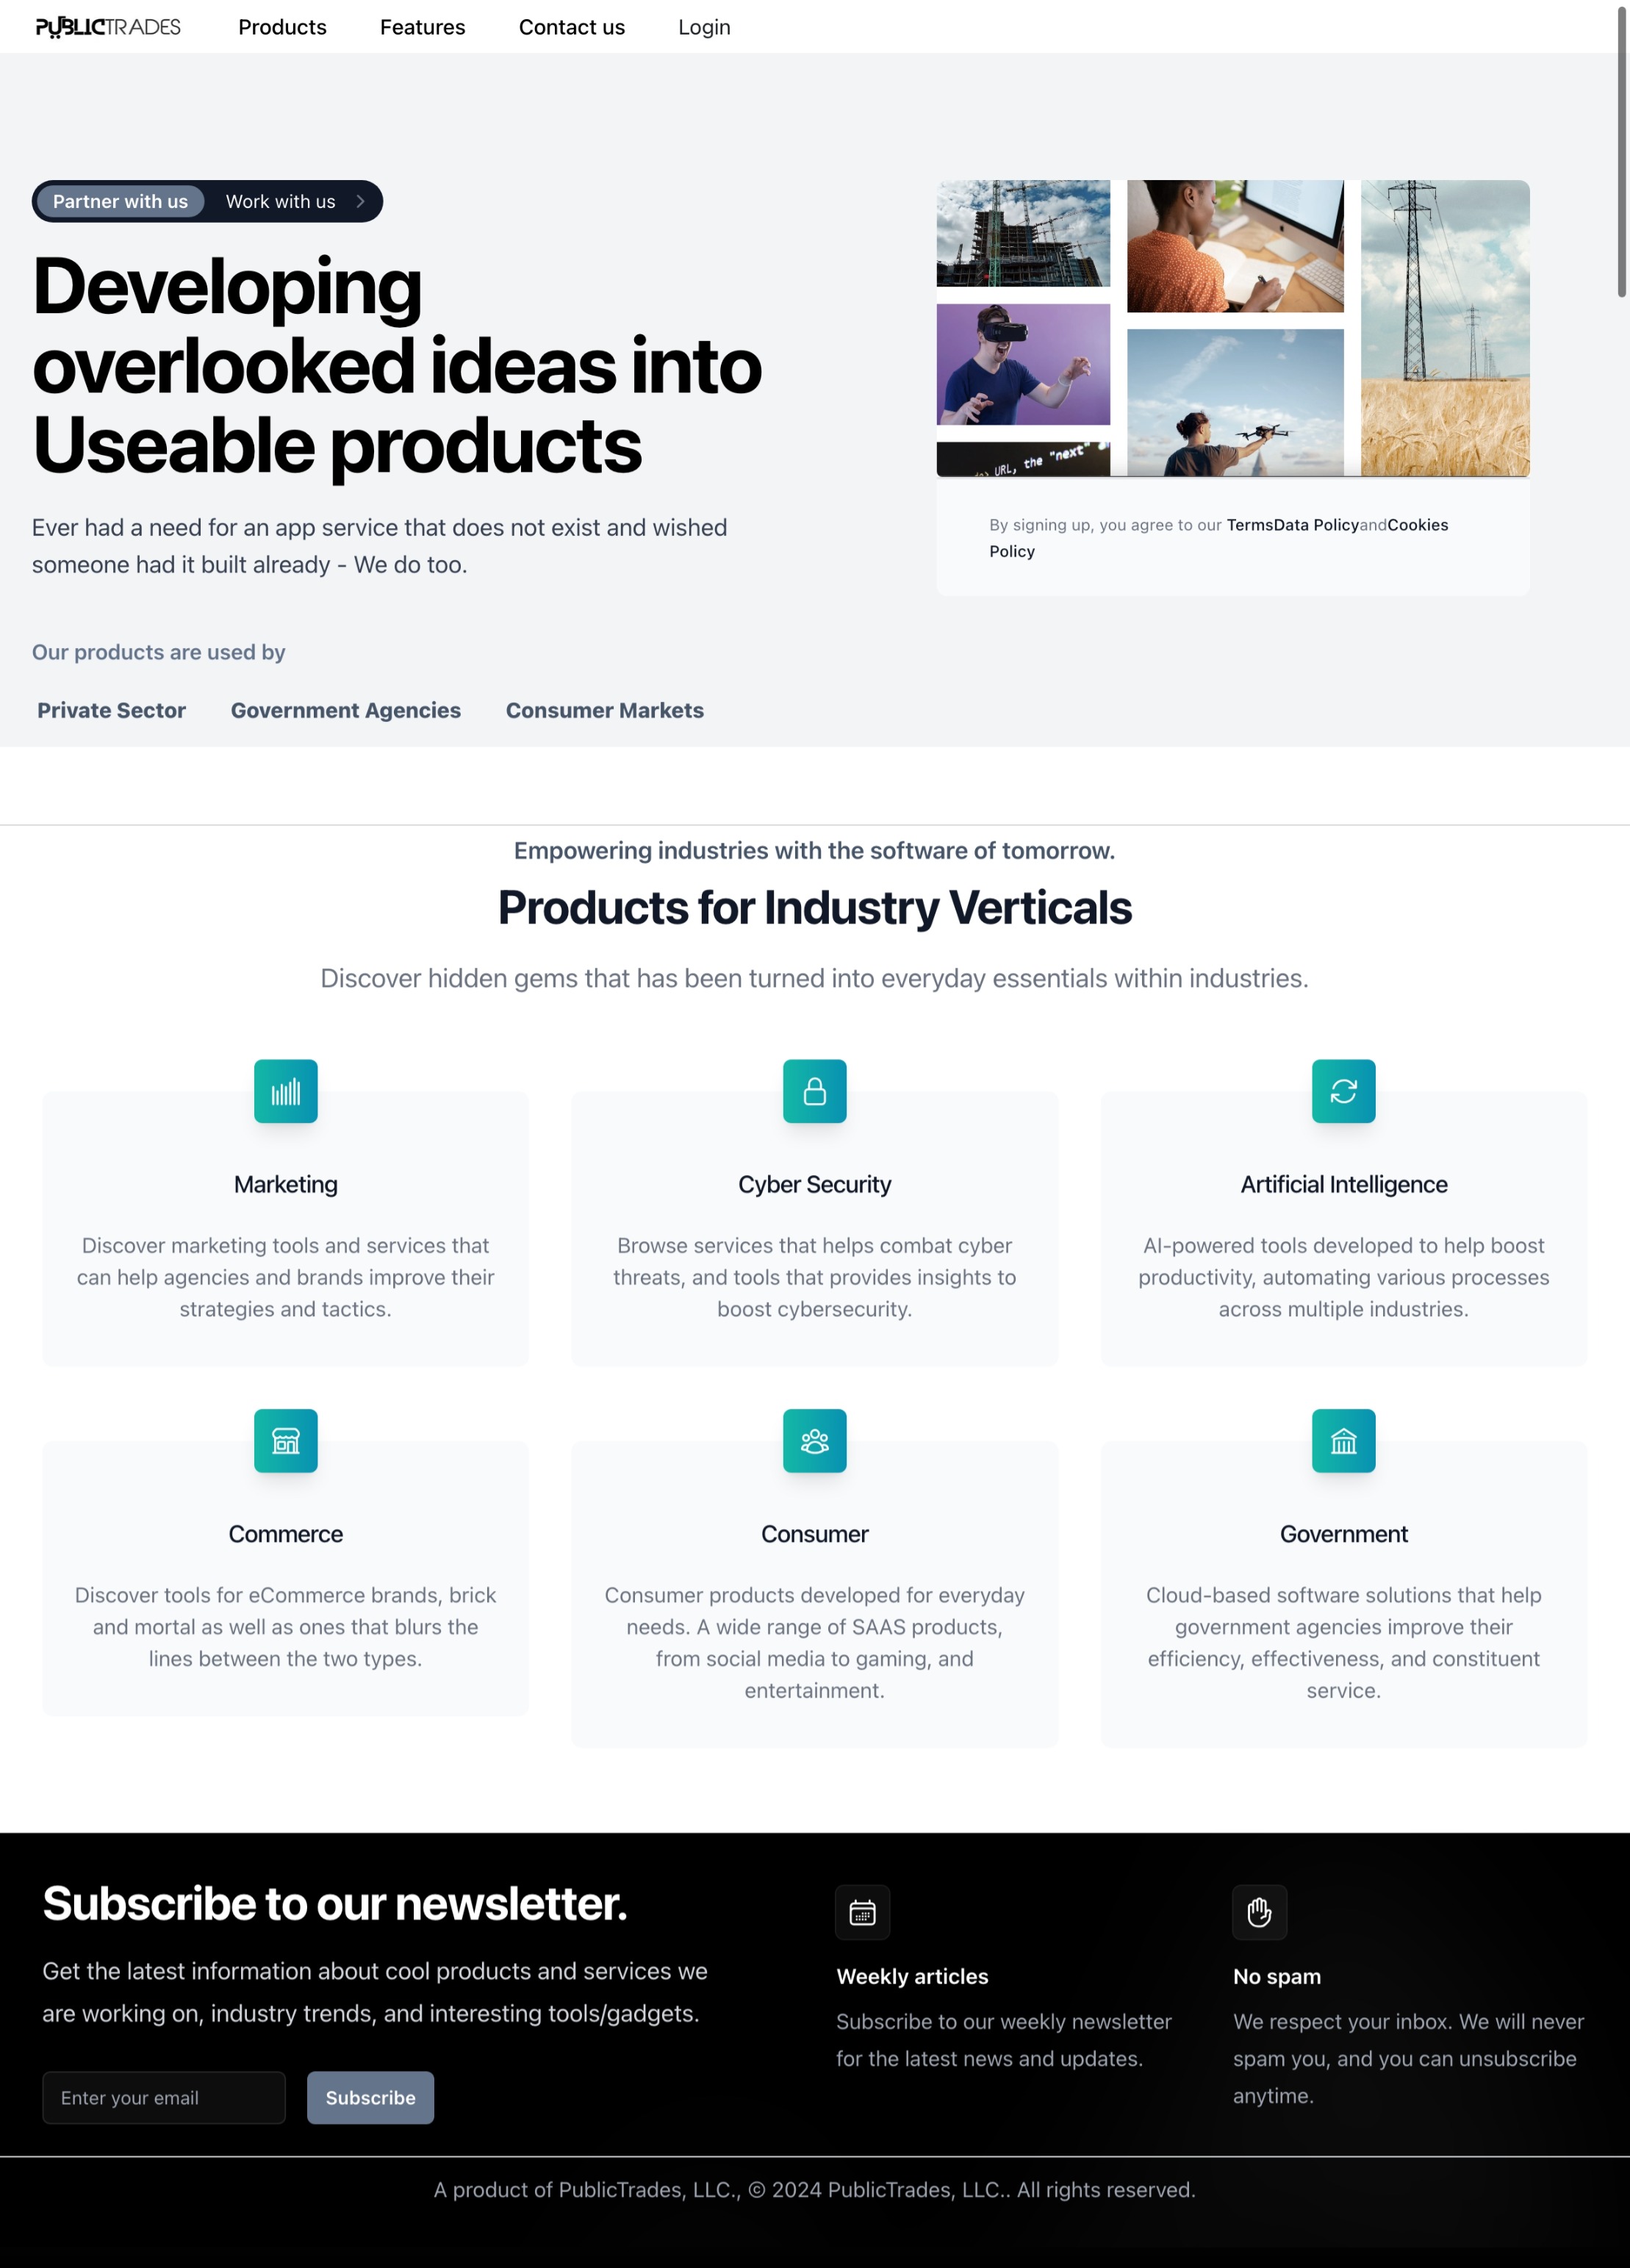 PUBLICTRADES Products Features Contact us Login
Partner with us Work with us
Developing
overlooked ideas into
Useable products
Ever had a need for an app service that does not exist and wished
someone had it built already - We do too.
Our products are used by
Private Sector Government Agencies Consumer Markets
URL, the "next"
By signing up, you agree to our TermsData PolicyandCookies
Policy
Empowering industries with the software of tomorrow.
Products for Industry Verticals
Discover hidden gems that has been turned into everyday essentials within industries.
Marketing
Discover marketing tools and services that
can help agencies and brands improve their
strategies and tactics.
Cyber Security
Browse services that helps combat cyber
threats, and tools that provides insights to
boost cybersecurity.
Artificial Intelligence
AI-powered tools developed to help boost
productivity, automating various processes
across multiple industries.
Commerce
Discover tools for eCommerce brands, brick
and mortal as well as ones that blurs the
lines between the two types.
Consumer
Consumer products developed for everyday
needs. A wide range of SAAS products,
from social media to gaming, and
entertainment.
Government
Cloud-based software solutions that help
government agencies improve their
efficiency, effectiveness, and constituent
service.
Subscribe to our newsletter.
Get the latest information about cool products and services we
are working on, industry trends, and interesting tools/gadgets.
Enter your email Subscribe
Weekly articles
Subscribe to our weekly newsletter
for the latest news and updates.
No spam
We respect your inbox. We will never
spam you, and you can unsubscribe
anytime.
A product of PublicTrades, LLC., © 2024 PublicTrades, LLC.. All rights reserved.